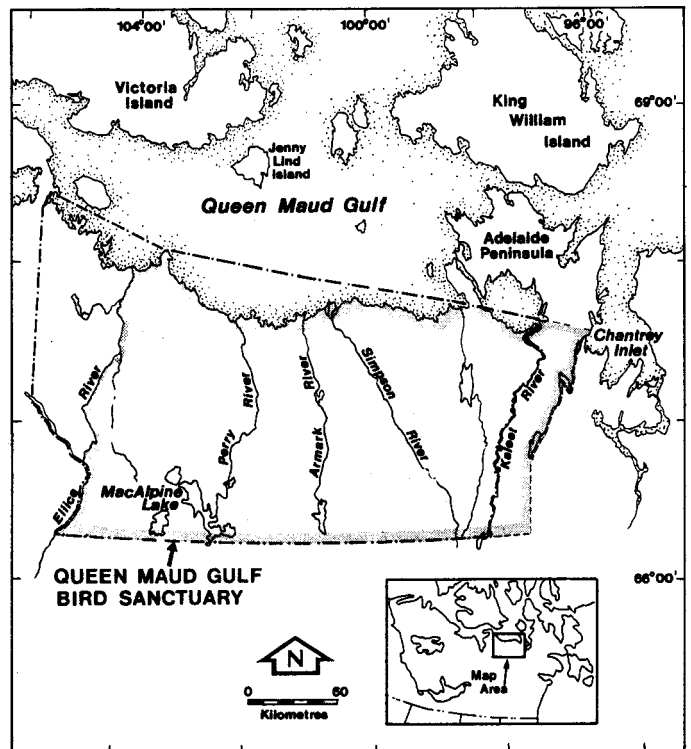 104°00'
100°00'
96°00'
Victoria
Island
King
William
Island
69°00'
Jenny
Lind
Island
Queen Maud Gulf
Adelaide
Peninsula
Chantrey
Inlet
River
River
River
Simpson
River
River
Perry
Armark
Kaleet
Ellice
MacAlpine
Lake
QUEEN MAUD GULF
BIRD SANCTUARY
66°00'
N
0 60
Kilometres
Map
Area